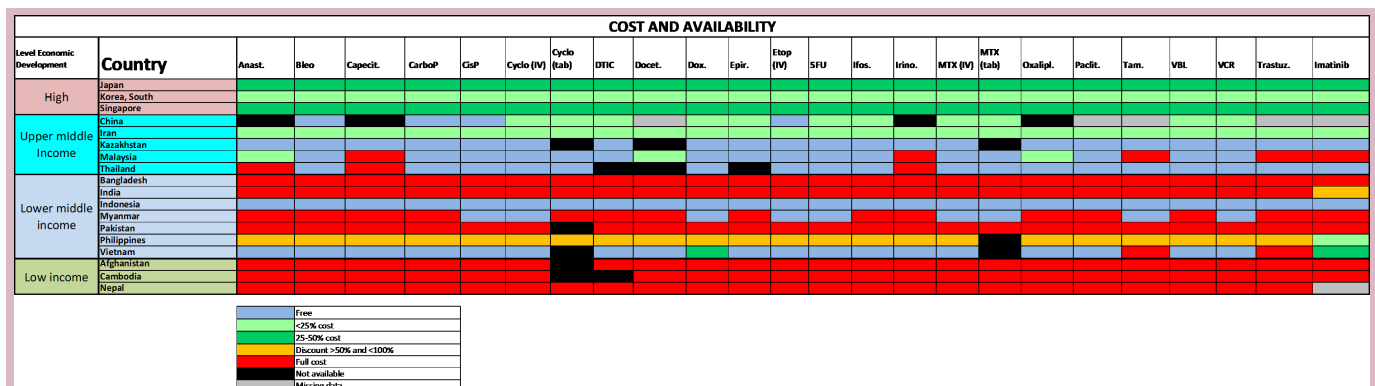 COST AND AVAILABILITY
Level Economic Development Country Anast. Bleo Capecit. CarboP CisP Cyclo (IV) Cyclo (tab) DTIC Docet. Dox. Epir. Etop (IV) 5FU Ifos. Irino. MTX (IV) MTX (tab) Oxalipl. Paclit. Tam. VBL VCR Trastuz. Imatinib
High
Japan
Korea, South
Singapore
Upper mIddle Income
China
Iran
Kazakhstan
Malaysia
Thailand
Lower middle income
Bangladesh
India
Indonesia
Myanmar
Pakistan
Philippines
Vietnam
Low income
Afghanistan
Cambodia
Nepal
Free
<25% cost
25-50% cost
Discount >50% and <100%
Full cost
Not available
Missing data